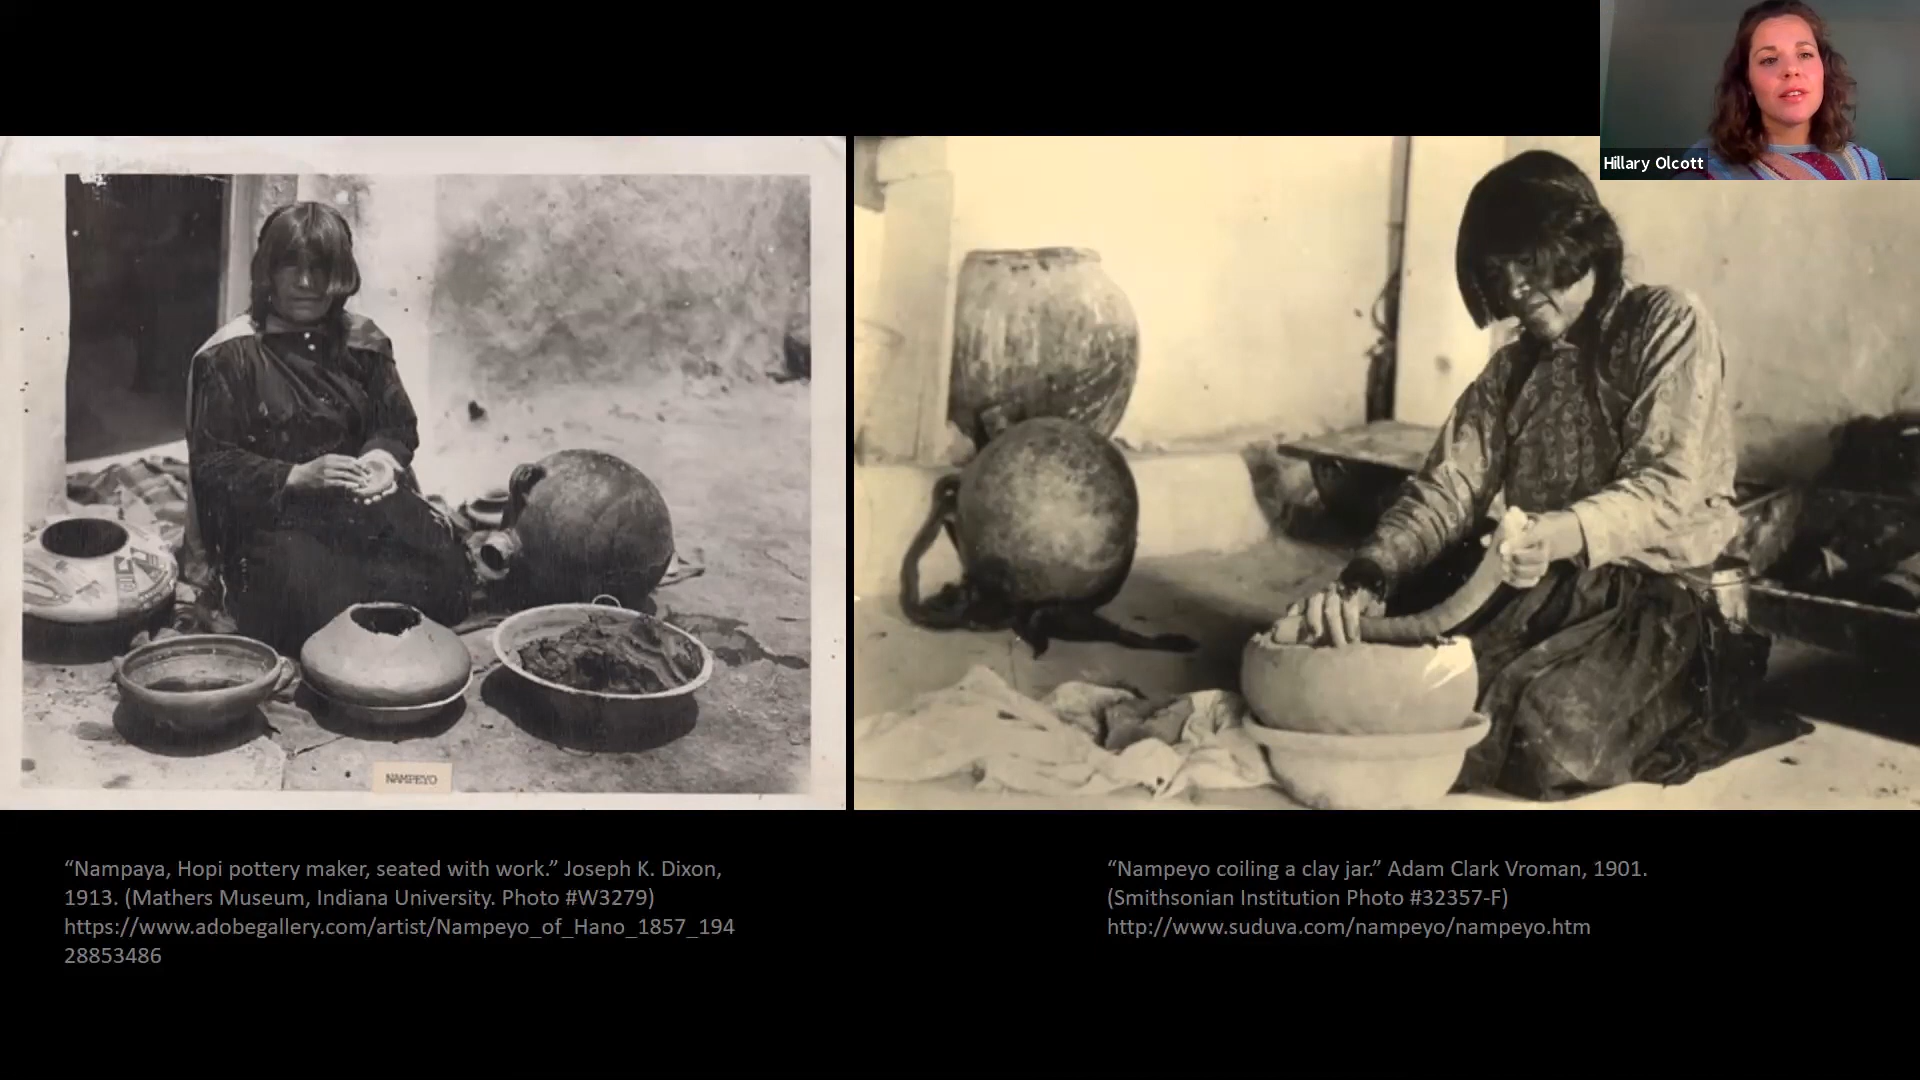 Hillary Olcott
NAMPEYO
“Nampaya, Hopi pottery maker, seated with work.” Joseph K. Dixon,
1913. (Mathers Museum, Indiana University. Photo #W3279)
https://www.adobegallery.com/artist/Nampeyo_of_Hano_1857_194
28853486
“Nampeyo coiling a clay jar.” Adam Clark Vroman, 1901.
(Smithsonian Institution Photo #32357-F)
http://www.suduva.com/nampeyo/nampeyo.htm